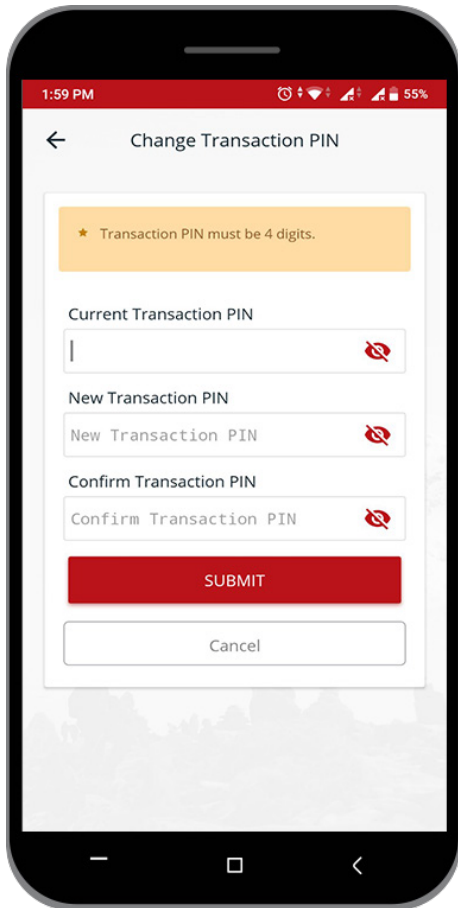 1:59 PM 55%
Change Transaction PIN
Transaction PIN must be 4 digits.
Current Transaction PIN
New Transaction PIN
New Transaction PIN
Confirm Transaction PIN
Confirm Transaction PIN
SUBMIT
Cancel